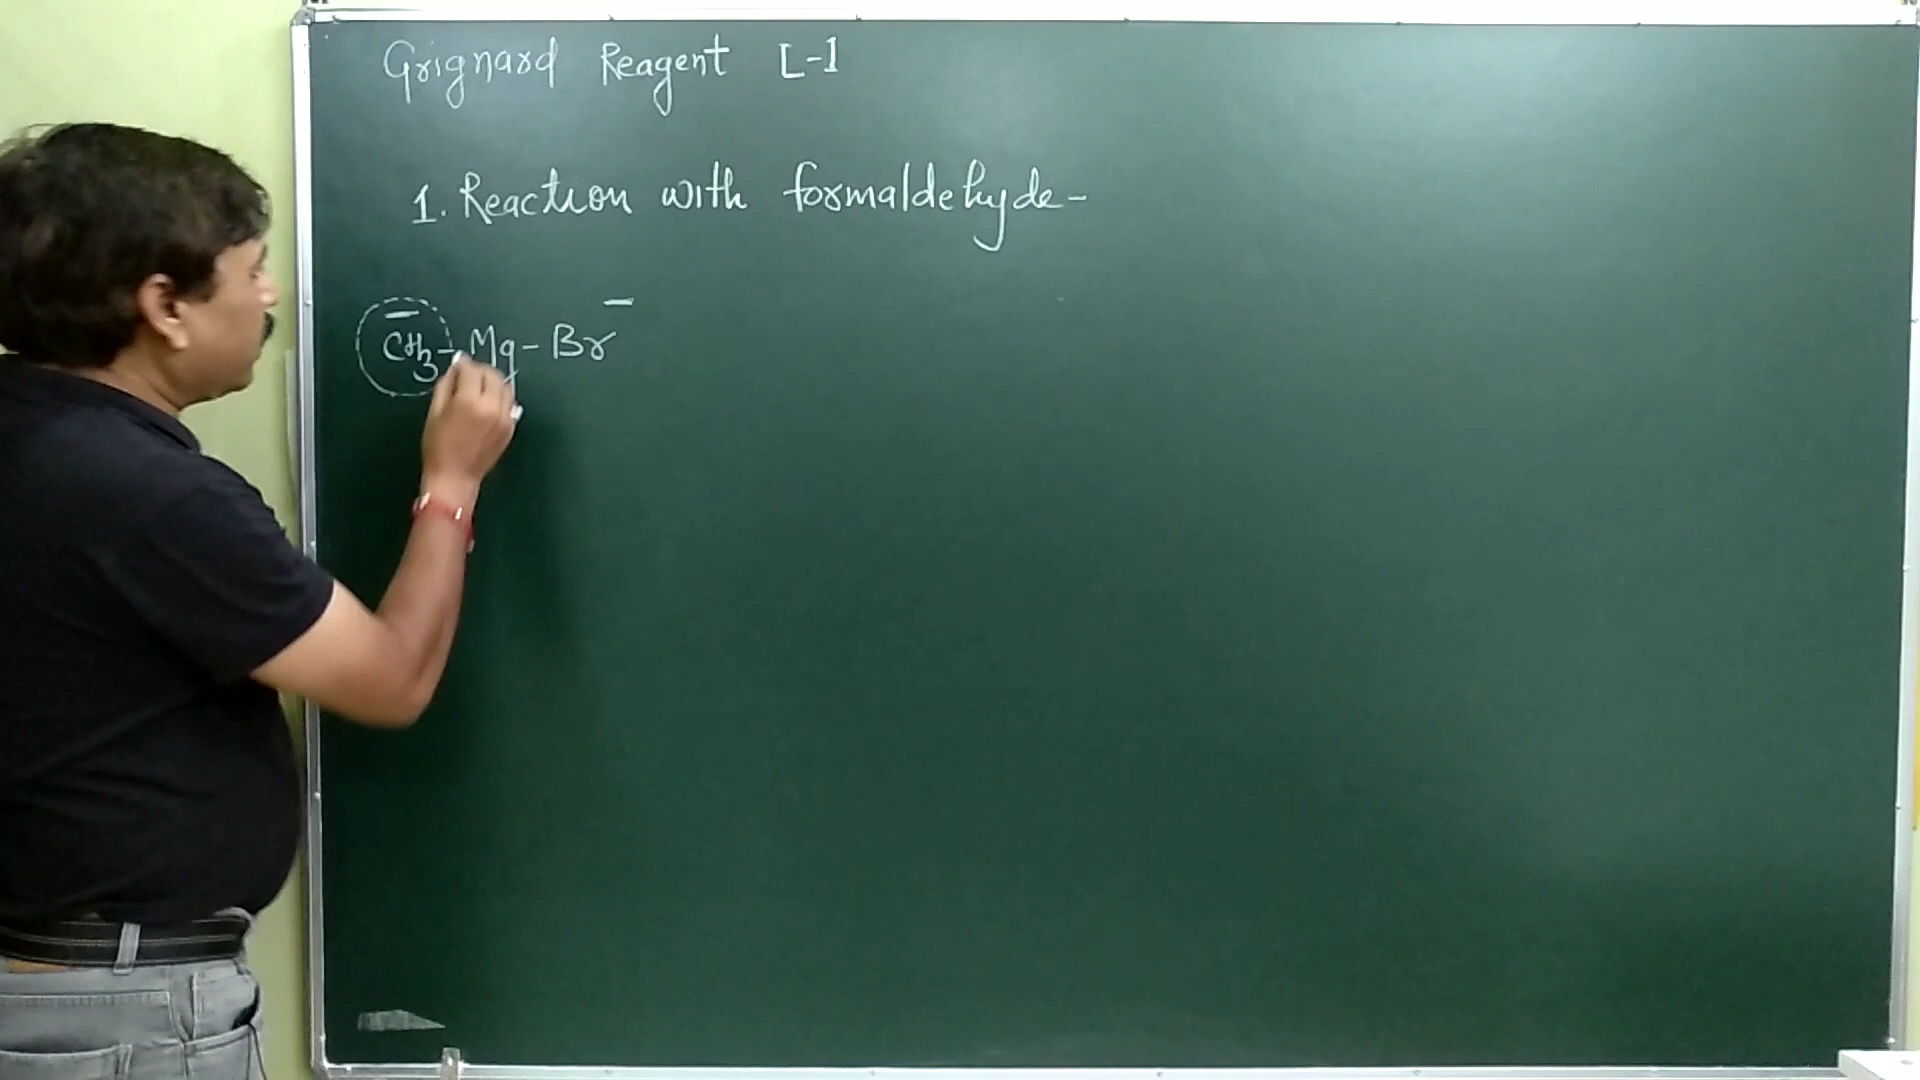 Grignard Reagent L-1
1. Reaction with formaldehyde-
CH3-Mg-Br